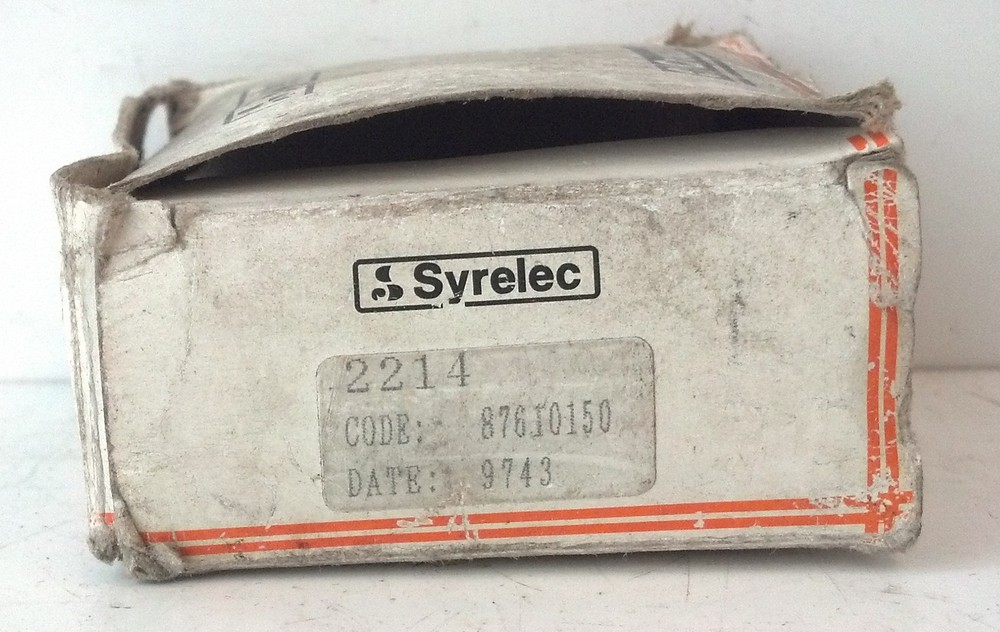 Syrelec
2214
CODE: 87610150
DATE: 9743